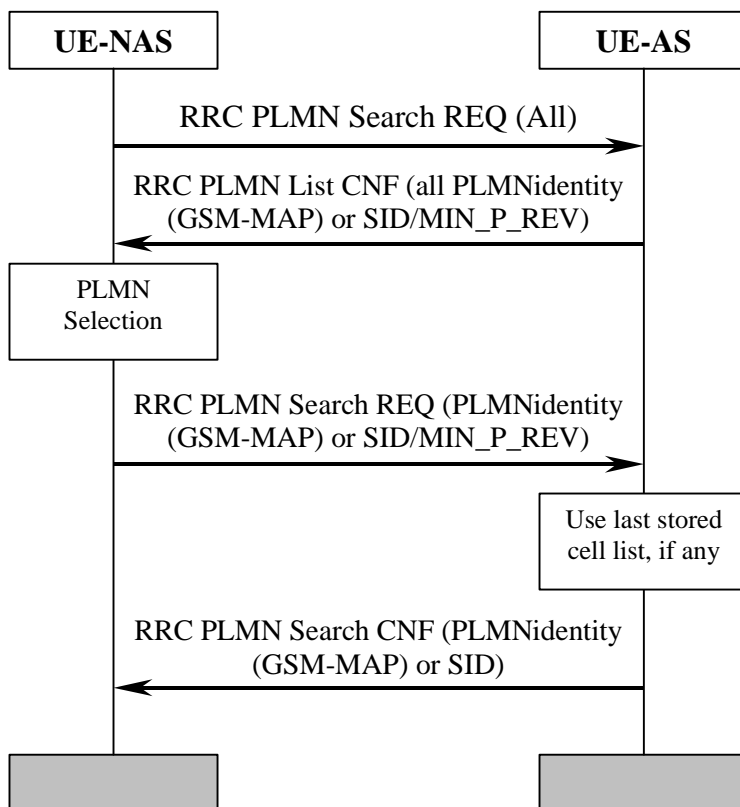 UE-NAS
UE-AS
RRC PLMN Search REQ (All)
RRC PLMN List CNF (all PLMNidentity
(GSM-MAP) or SID/MIN_P_REV)
PLMN
Selection
RRC PLMN Search REQ (PLMNidentity
(GSM-MAP) or SID/MIN_P_REV)
Use last stored
cell list, if any
RRC PLMN Search CNF (PLMNidentity
(GSM-MAP) or SID)